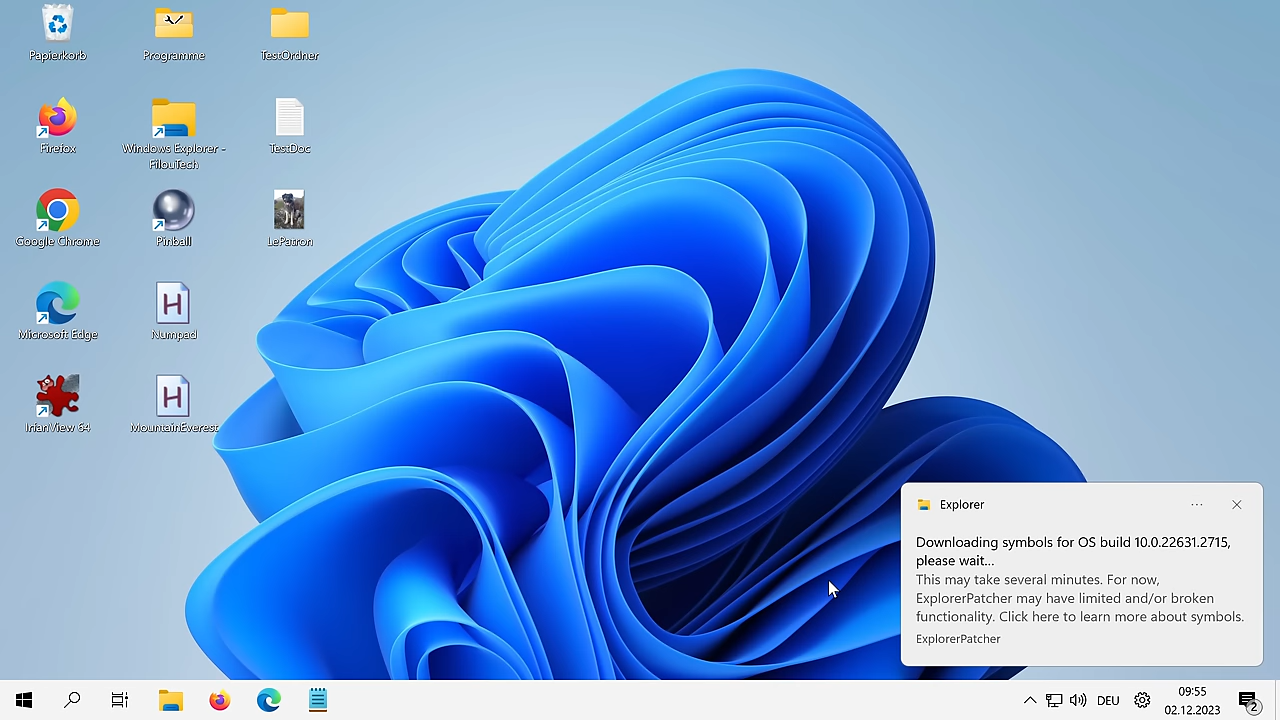 Papierkorb
Programme
TestOrdner
Firefox
Windows Explorer -
FilouTech
TestDoc
Google Chrome
Pinball
LePatron
Microsoft Edge
Numpad
IrfanView 64
MountainEverest
Explorer
Downloading symbols for OS build 10.0.22631.2715,
please wait...
This may take several minutes. For now,
ExplorerPatcher may have limited and/or broken
functionality. Click here to learn more about symbols.
ExplorerPatcher
DEU
09:55
02.12.2023
2